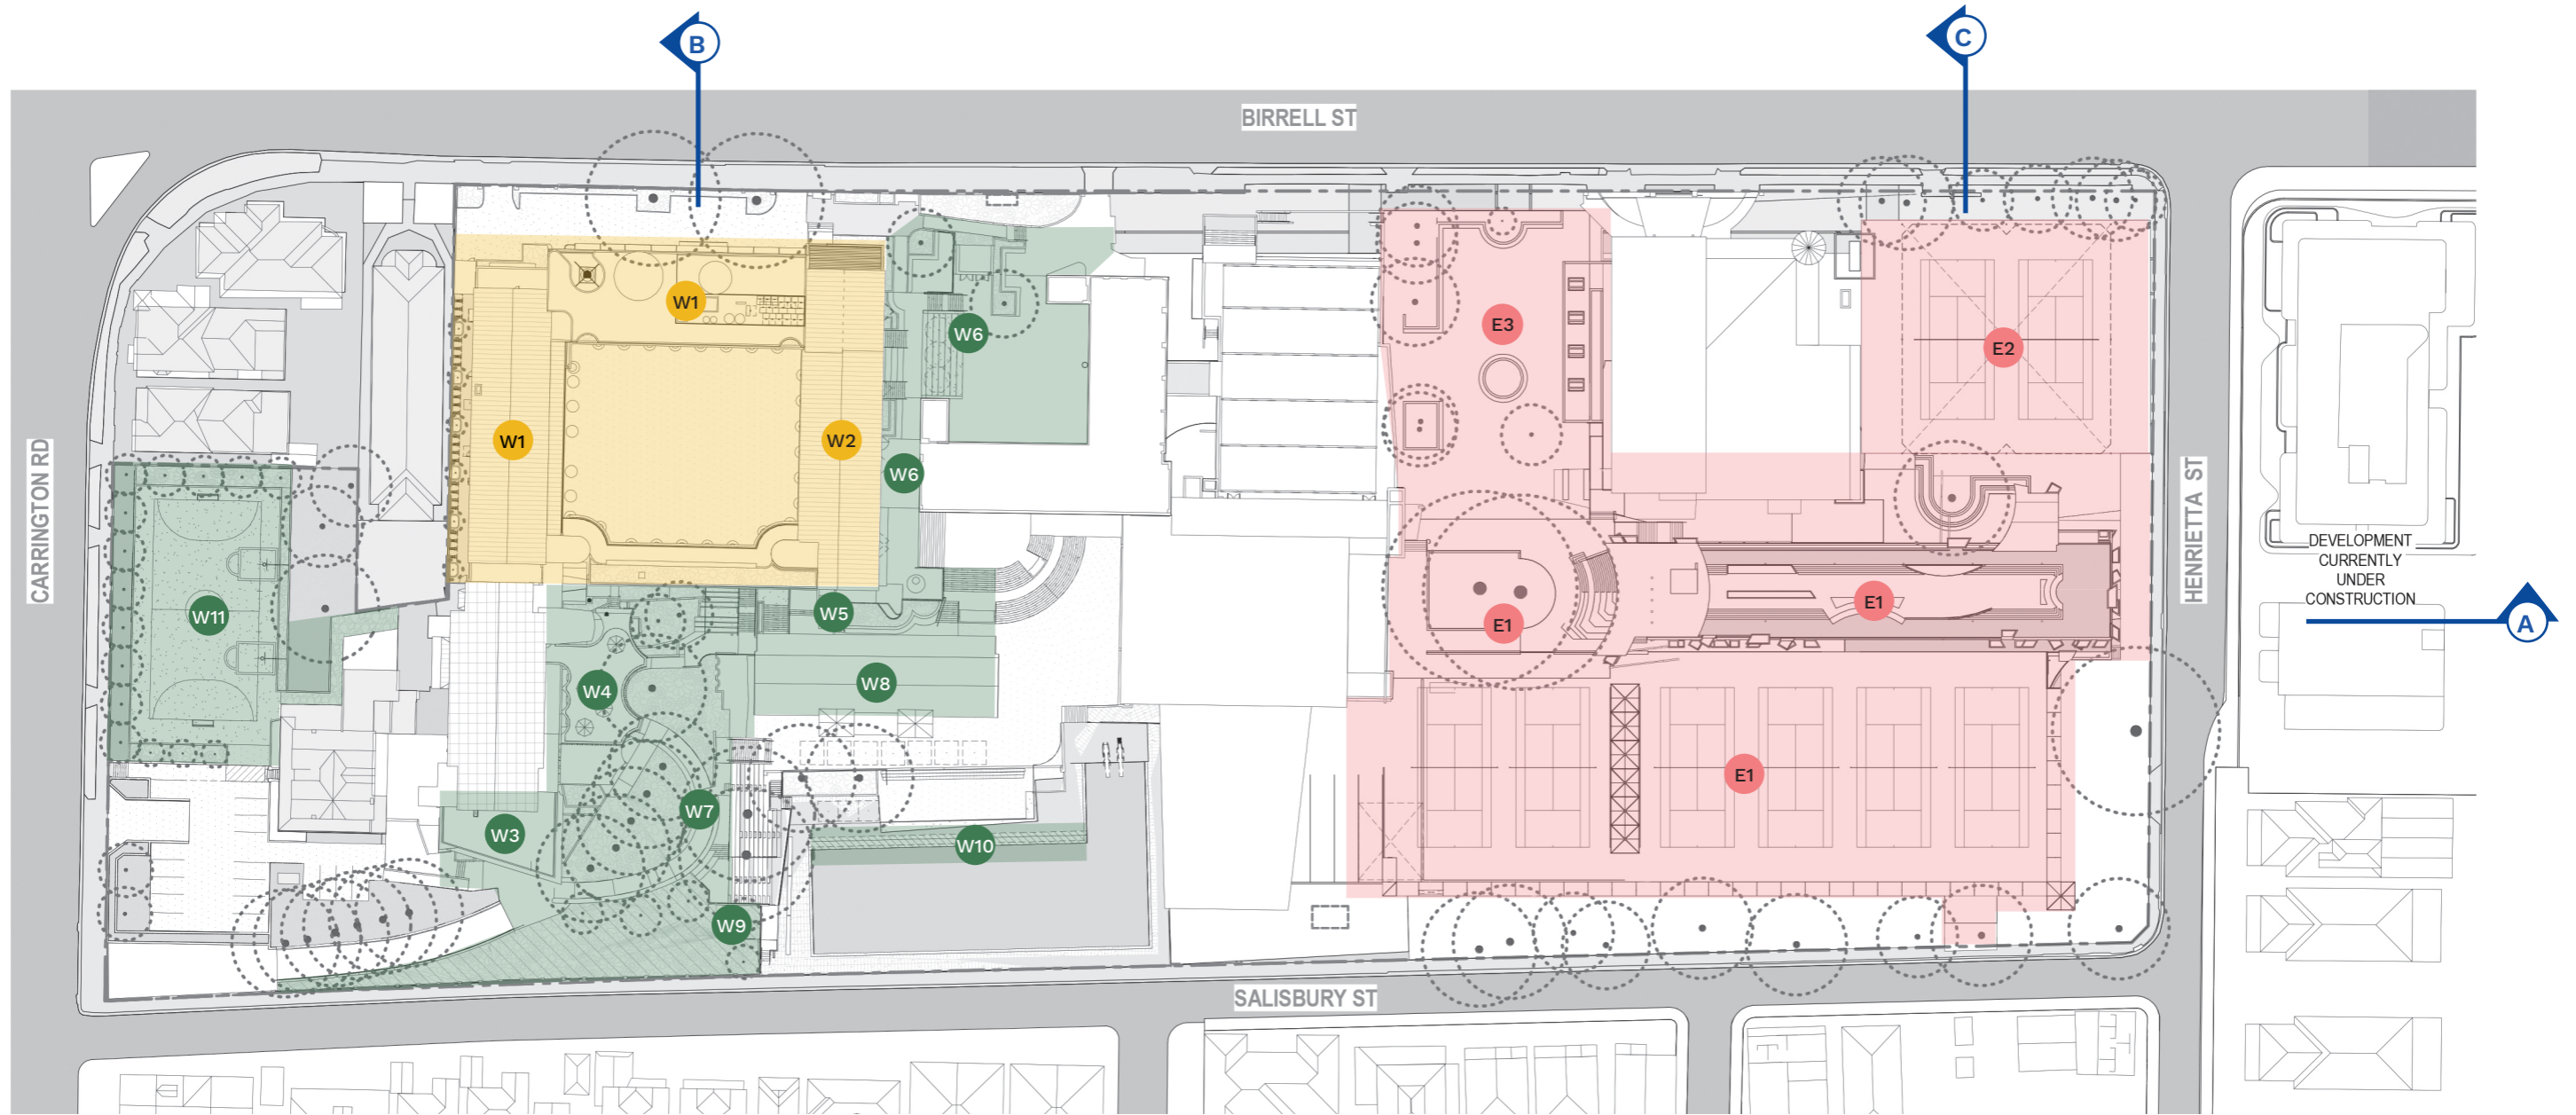 B
C
BIRRELL ST
W1
W6
E3
E2
W1
W2
W6
CARRINGTON RD
HENRIETTA ST
DEVELOPMENT
CURRENTLY
UNDER
CONSTRUCTION
A
W11
W5
E1
E1
W4
W8
E1
W7
W3
W10
W9
SALISBURY ST